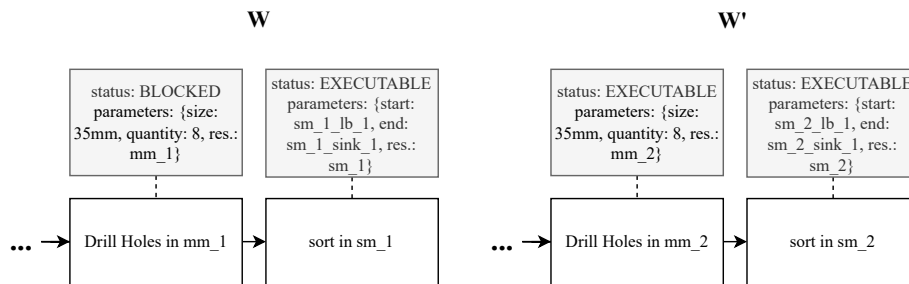 W
W'
status: BLOCKED
parameters: {size:
35mm, quantity: 8, res.:
mm_1}
status: EXECUTABLE
parameters: {start:
sm_1_lb_1, end:
sm_1_sink_1, res.:
sm_1}
status: EXECUTABLE
parameters: {size:
35mm, quantity: 8, res.:
mm_2}
status: EXECUTABLE
parameters: {start:
sm_2_lb_1, end:
sm_2_sink_1, res.:
sm_2}
...
Drill Holes in mm_1
sort in sm_1
...
Drill Holes in mm_2
sort in sm_2